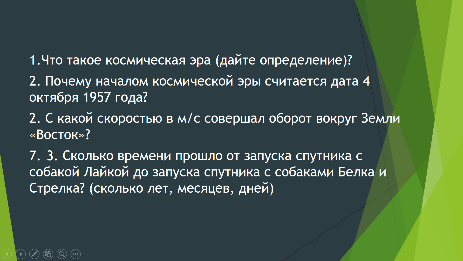 1.Что такое космическая эра (дайте определение)?
2. Почему началом космической эры считается дата 4
октября 1957 года?
2. С какой скоростью в м/с совершал оборот вокруг Земли
«Восток»?
7. 3. Сколько времени прошло от запуска спутника с
собакой Лайкой до запуска спутника с собаками Белка и
Стрелка? (сколько лет, месяцев, дней)